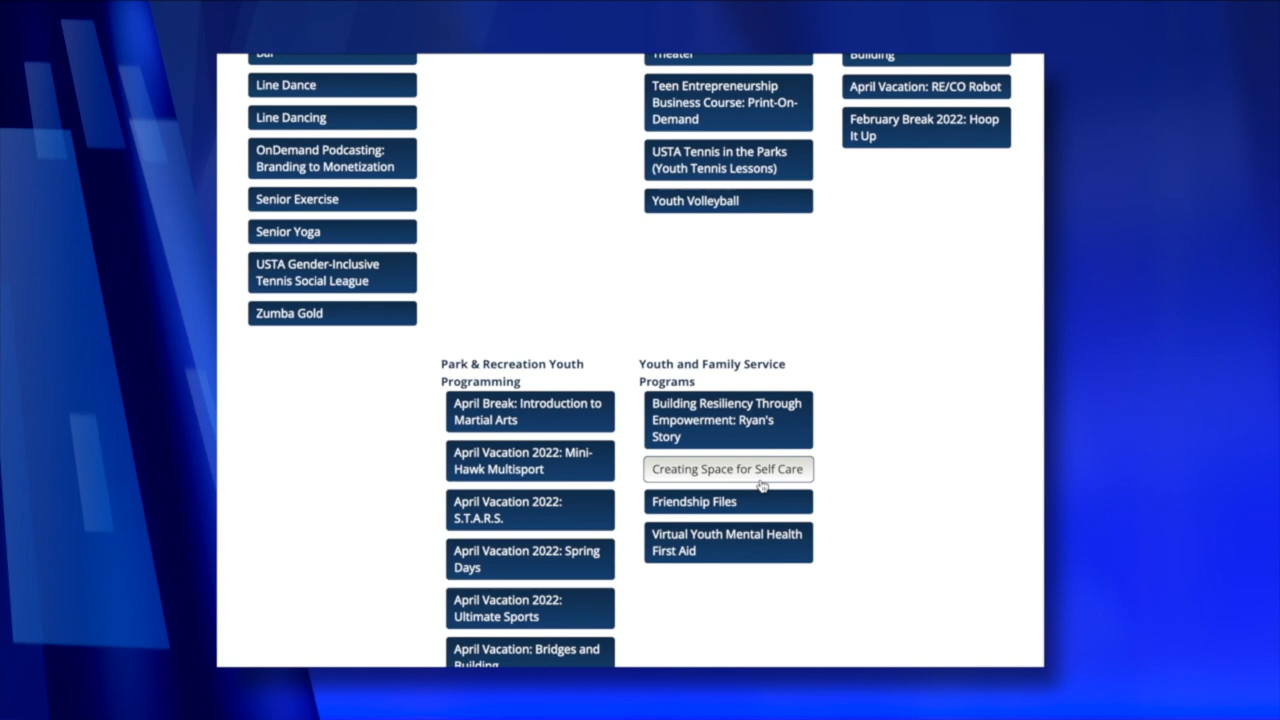 Bar
Line Dance
Line Dancing
OnDemand Podcasting:
Branding to Monetization
Senior Exercise
Senior Yoga
USTA Gender-Inclusive
Tennis Social League
Zumba Gold
Theater
Teen Entrepreneurship
Business Course: Print-On-
Demand
USTA Tennis in the Parks
(Youth Tennis Lessons)
Youth Volleyball
Building
April Vacation: RE/CO Robot
February Break 2022: Hoop
It Up
Park & Recreation Youth
Programming
April Break: Introduction to
Martial Arts
April Vacation 2022: Mini-
Hawk Multisport
April Vacation 2022:
S.T.A.R.S.
April Vacation 2022: Spring
Days
April Vacation 2022:
Ultimate Sports
April Vacation: Bridges and
Building
Youth and Family Service
Programs
Building Resiliency Through
Empowerment: Ryan's
Story
Creating Space for Self Care
Friendship Files
Virtual Youth Mental Health
First Aid